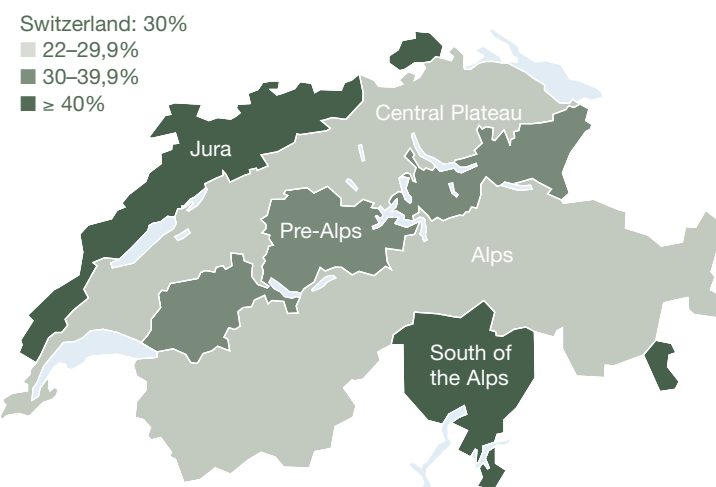 Switzerland: 30%
22–29,9%
30–39,9%
≥ 40%
Central Plateau
Jura
Pre-Alps
Alps
South of
the Alps